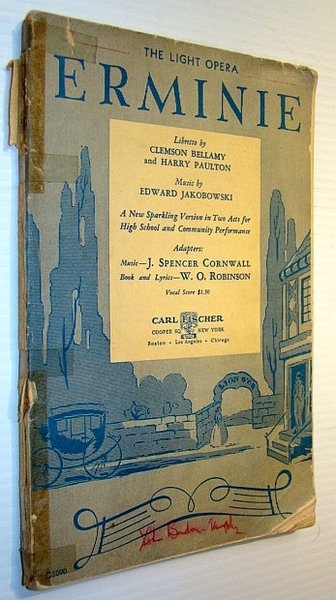 THE LIGHT OPERA
ERMINIE
Libretto by
CLEMSON BELLAMY
and HARRY PAULTON
Music by
EDWARD JAKOBOWSKI
A New Sparkling Version in Two Acts for
High School and Community Performance
Adapters:
Music—J. SPENCER CORNWALL
Book and Lyrics—W. O. ROBINSON
Vocal Score $1.50
CARL FISCHER
COOPER SQ. NEW YORK
Boston • Los Angeles • Chicago